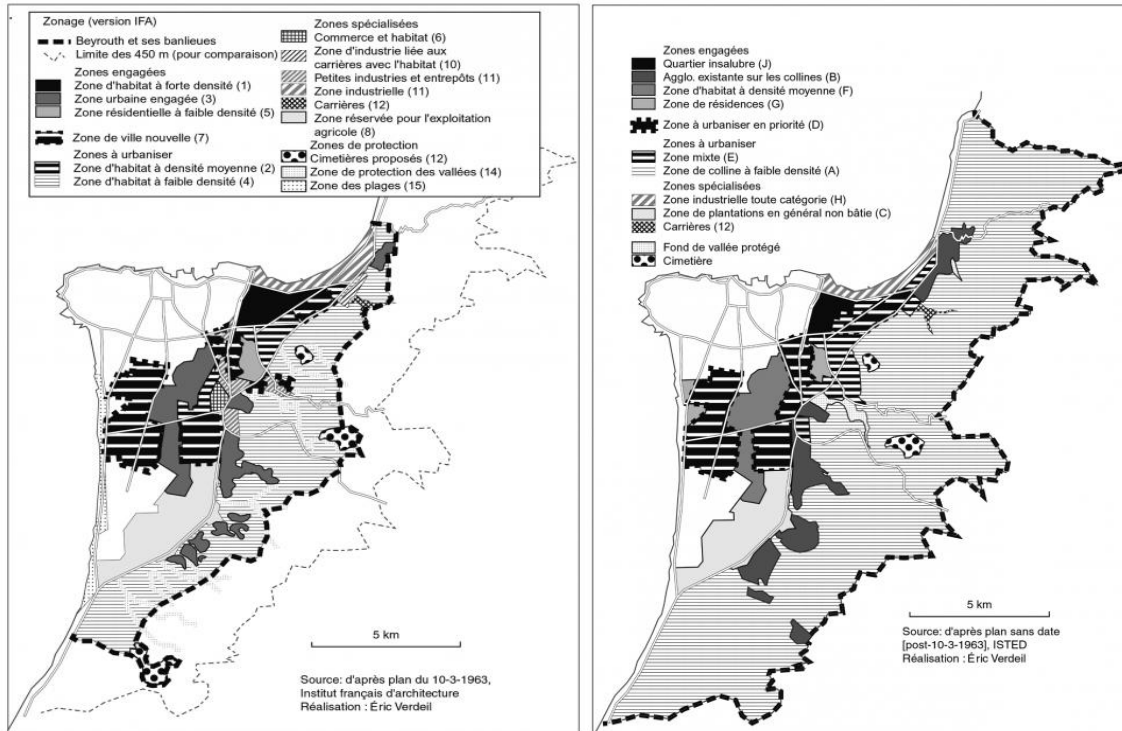 Zonage (version IFA)
Beyrouth et ses banlieues
Limite des 450 m (pour comparaison)
Zones engagées
Zone d'habitat à forte densité (1)
Zone urbaine engagée (3)
Zone résidentielle à faible densité (5)
Zone de ville nouvelle (7)
Zones à urbaniser
Zone d'habitat à densité moyenne (2)
Zone d'habitat à faible densité (4)
Zones spécialisées
Commerce et habitat (6)
Zone d'industrie liée aux
carrières avec l'habitat (10)
Petites industries et entrepôts (11)
Zone industrielle (11)
Carrières (12)
Zone réservée pour l'exploitation
agricole (8)
Zones de protection
Cimetières proposés (12)
Zone de protection des vallées (14)
Zone des plages (15)
5 km
Source: d'après plan du 10-3-1963,
Institut français d'architecture
Réalisation : Éric Verdeil
Zones engagées
Quartier insalubre (J)
Agglo. existante sur les collines (B)
Zone d'habitat à densité moyenne (F)
Zone de résidences (G)
Zone à urbaniser en priorité (D)
Zones à urbaniser
Zone mixte (E)
Zone de colline à faible densité (A)
Zones spécialisées
Zone industrielle toute catégorie (H)
Zone de plantations en général non bâtie (C)
Carrières (12)
Fond de vallée protégé
Cimetière
5 km
Source: d'après plan sans date
[post-10-3-1963], ISTED
Réalisation : Éric Verdeil